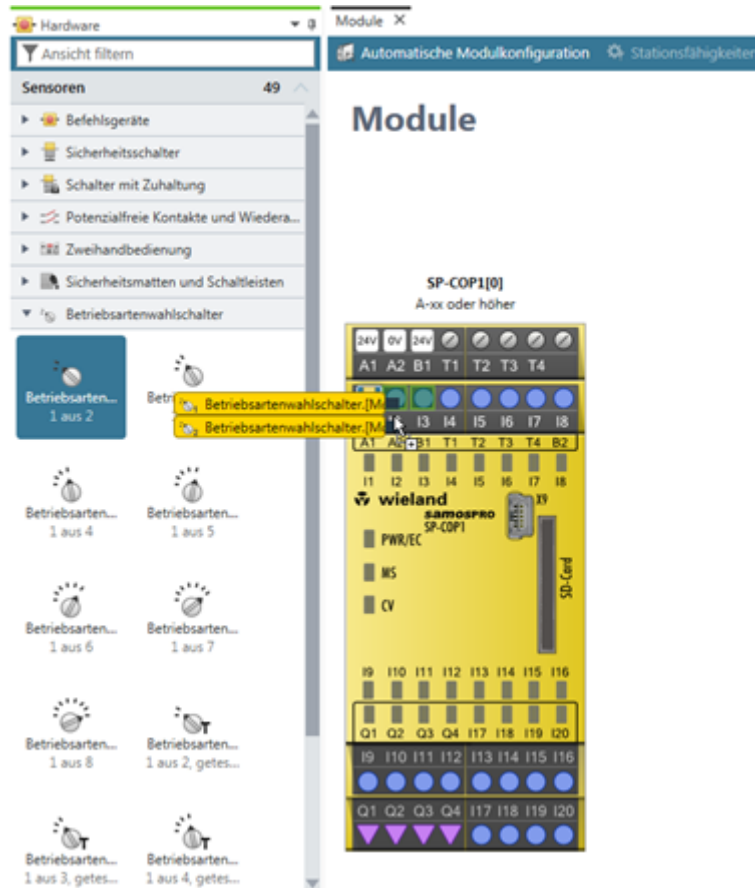 Hardware
Ansicht filtern
Sensoren 49
Befehlsgeräte
Sicherheitsschalter
Schalter mit Zuhaltung
Potenzialfreie Kontakte und Wiedera...
Zweihandbedienung
Sicherheitsmatten und Schaltleisten
Betriebsartenwahlschalter
Betriebsarten...
1 aus 2
Betriebsartenwahlschalter.[M
Betriebsartenwahlschalter.[M
Betriebsarten... Betriebsarten...
1 aus 4 1 aus 5
Betriebsarten... Betriebsarten...
1 aus 6 1 aus 7
Betriebsarten... Betriebsarten...
1 aus 8 1 aus 2, getes...
Betriebsarten... Betriebsarten...
1 aus 3, getes... 1 aus 4, getes...
Module
Automatische Modulkonfiguration Stationsfähigkeiten
Module
SP-COP1[0]
A-xx oder höher
24V 0V 24V
A1 A2 B1 T1 T2 T3 T4
I3 I4 I5 I6 I7 I8
A1 A2 B1 T1 T2 T3 T4 B2
I1 I2 I3 I4 I5 I6 I7 I8
wieland
samosPRO
SP-COP1
X9
PWR/EC
MS
CV
SD-Card
I9 I10 I11 I12 I13 I14 I15 I16
Q1 Q2 Q3 Q4 I17 I18 I19 I20
I9 I10 I11 I12 I13 I14 I15 I16
Q1 Q2 Q3 Q4 I17 I18 I19 I20